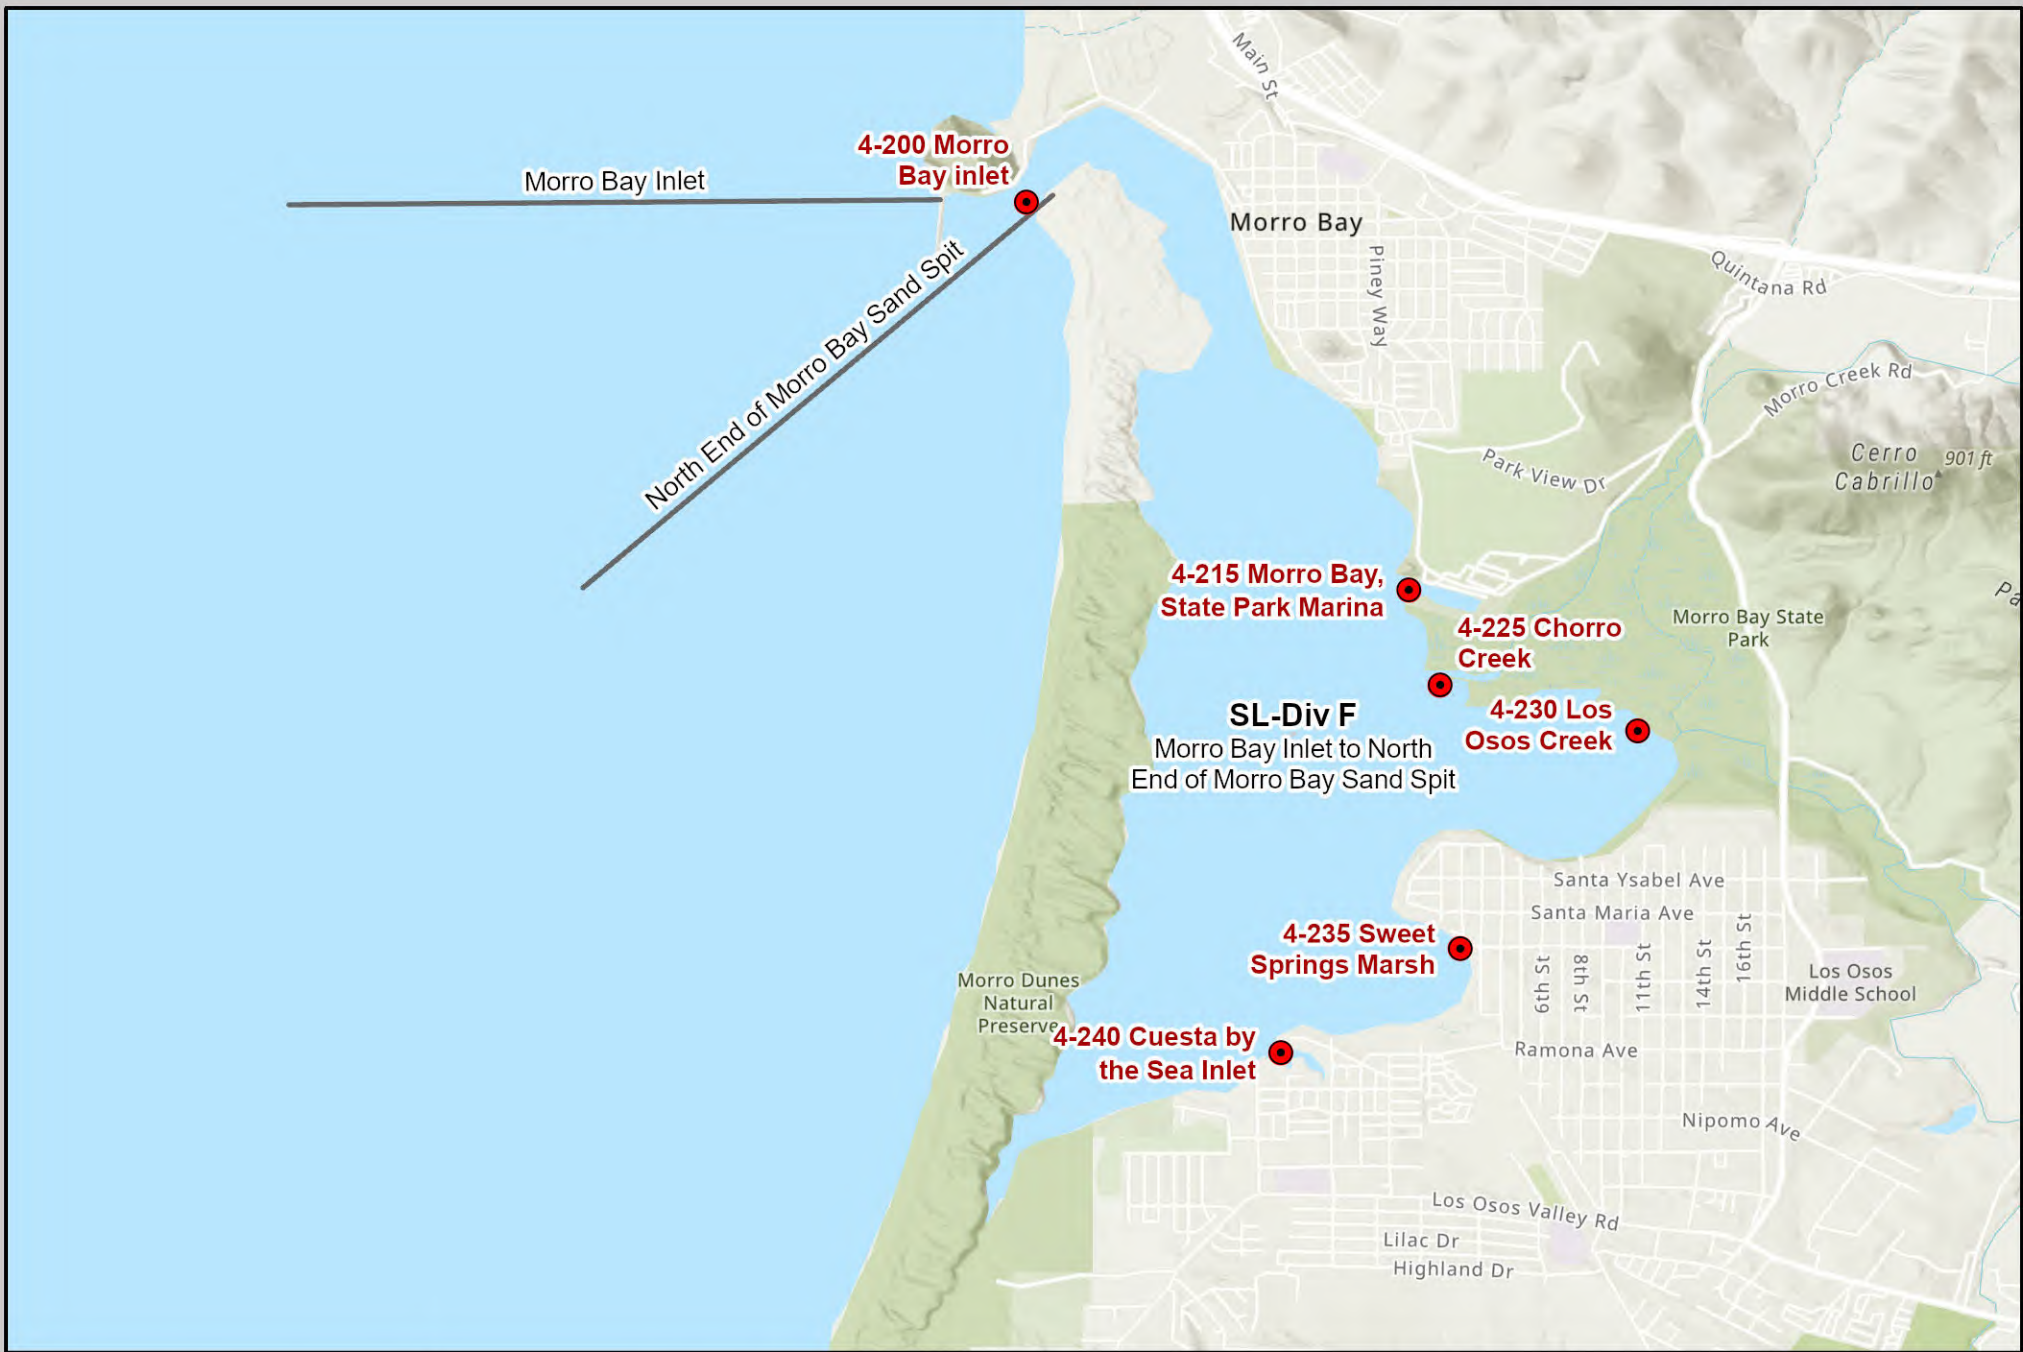 Main St
4-200 Morro
Bay inlet
Morro Bay Inlet
Morro Bay
North End of Morro Bay Sand Spit
Piney Way
Quintana Rd
Morro Creek Rd
Park View Dr
Cerro
Cabrillo
901 ft
4-215 Morro Bay,
State Park Marina
4-225 Chorro
Creek
Morro Bay State
Park
Pa
SL-Div F
Morro Bay Inlet to North
End of Morro Bay Sand Spit
4-230 Los
Osos Creek
Santa Ysabel Ave
Santa Maria Ave
4-235 Sweet
Springs Marsh
6th St
8th St
11th St
14th St
16th St
Los Osos
Middle School
Morro Dunes
Natural
Preserve
4-240 Cuesta by
the Sea Inlet
Ramona Ave
Nipomo Ave
Los Osos Valley Rd
Lilac Dr
Highland Dr